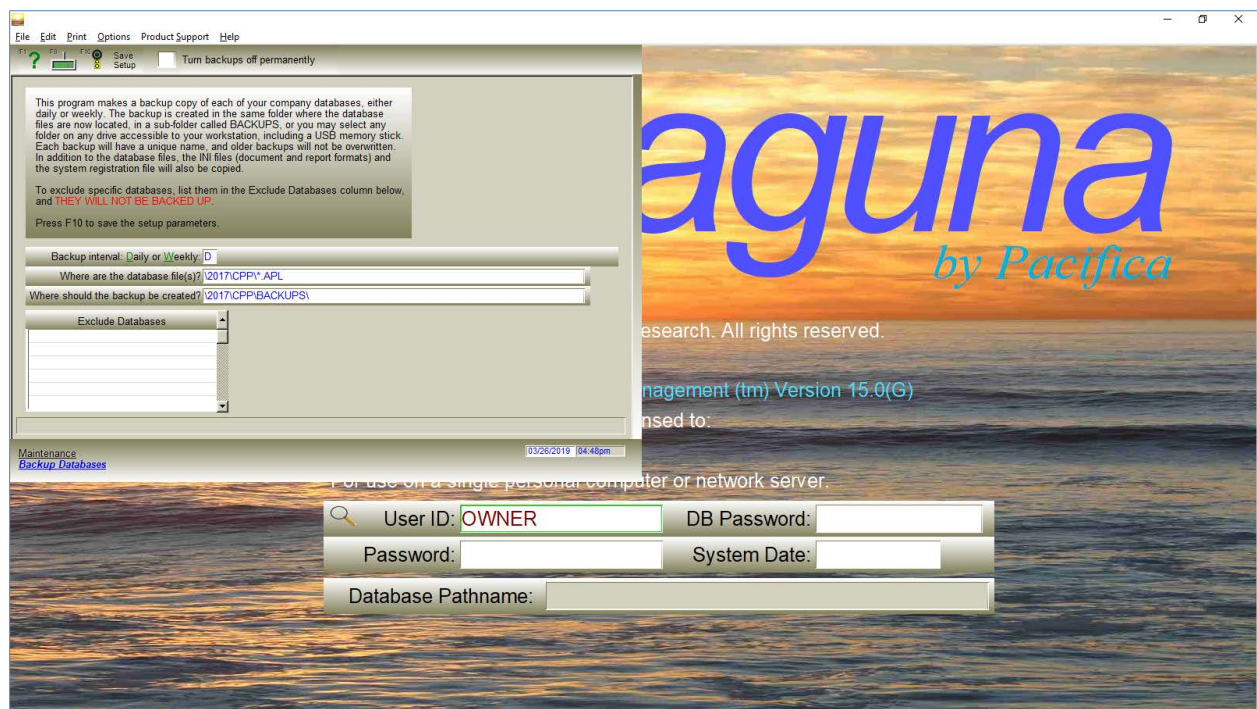 File Edit Print Options Product Support Help
F1 F9 F10 Save Setup Turn backups off permanently
This program makes a backup copy of each of your company databases, either
daily or weekly. The backup is created in the same folder where the database
files are now located, in a sub-folder called BACKUPS, or you may select any
folder on any drive accessible to your workstation, including a USB memory stick.
Each backup will have a unique name, and older backups will not be overwritten.
In addition to the database files, the INI files (document and report formats) and
the system registration file will also be copied.
To exclude specific databases, list them in the Exclude Databases column below,
and THEY WILL NOT BE BACKED UP.
Press F10 to save the setup parameters.
Backup interval: Daily or Weekly: D
Where are the database file(s)? \2017\CPP\*.APL
Where should the backup be created? \2017\CPP\BACKUPS\
Exclude Databases
Maintenance
Backup Databases
03/26/2019 04:48pm
aguna
by Pacifica
esearch. All rights reserved.
nagement (tm) Version 15.0(G)
nsed to:
For use on a single personal computer or network server.
User ID: OWNER DB Password:
Password: System Date:
Database Pathname: